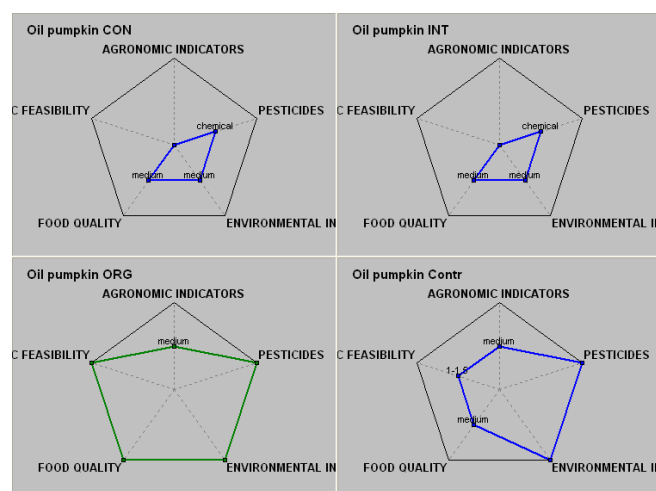 Oil pumpkin CON
AGRONOMIC INDICATORS
C FEASIBILITY
PESTICIDES
chemical
medium
medium
FOOD QUALITY
ENVIRONMENTAL IN
Oil pumpkin INT
AGRONOMIC INDICATORS
C FEASIBILITY
PESTICIDES
chemical
medium
medium
FOOD QUALITY
ENVIRONMENTAL IN
Oil pumpkin ORG
AGRONOMIC INDICATORS
medium
C FEASIBILITY
PESTICIDES
FOOD QUALITY
ENVIRONMENTAL IN
Oil pumpkin Contr
AGRONOMIC INDICATORS
medium
C FEASIBILITY
PESTICIDES
1-1.5
medium
FOOD QUALITY
ENVIRONMENTAL IN